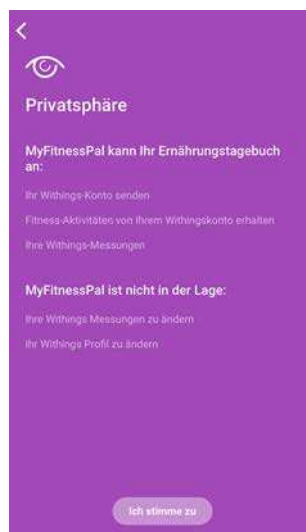 Privatsphäre
MyFitnessPal kann Ihr Ernährungstagebuch
an:
Ihr Withings-Konto senden
Fitness-Aktivitäten von Ihrem Withingskonto erhalten
Ihre Withings-Messungen
MyFitnessPal ist nicht in der Lage:
Ihre Withings Messungen zu ändern
Ihr Withings Profil zu ändern
Ich stimme zu